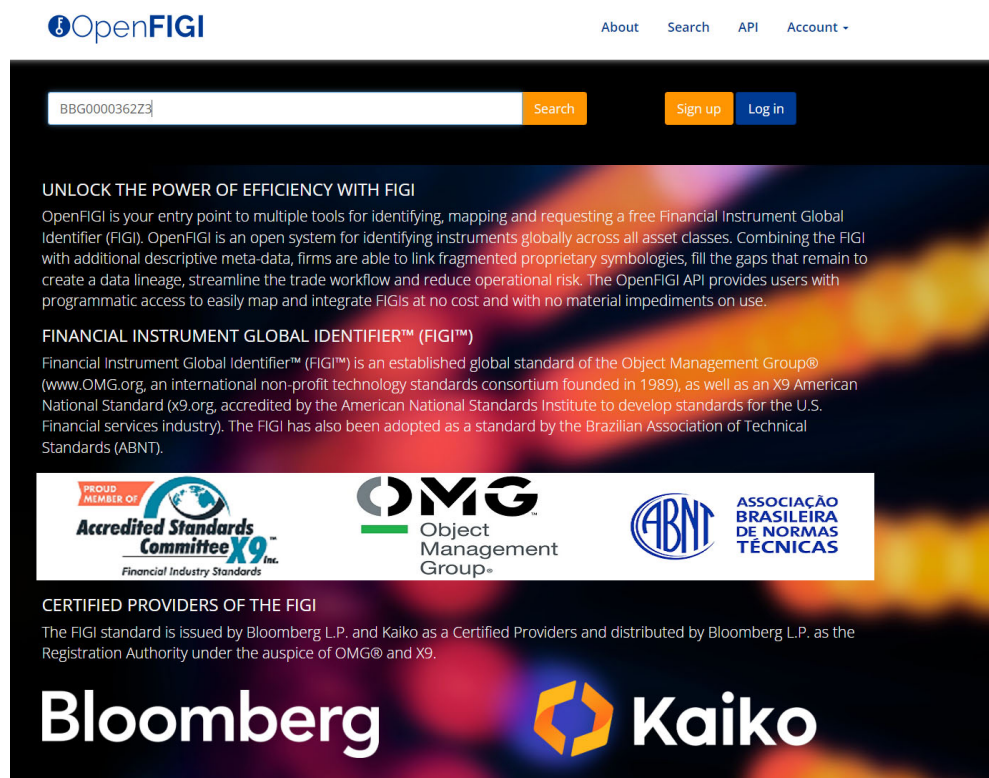 OpenFIGI
About Search API Account
BBG0000362Z3
Search
Sign up Log in
UNLOCK THE POWER OF EFFICIENCY WITH FIGI
OpenFIGI is your entry point to multiple tools for identifying, mapping and requesting a free Financial Instrument Global
Identifier (FIGI). OpenFIGI is an open system for identifying instruments globally across all asset classes. Combining the FIGI
with additional descriptive meta-data, firms are able to link fragmented proprietary symbologies, fill the gaps that remain to
create a data lineage, streamline the trade workflow and reduce operational risk. The OpenFIGI API provides users with
programmatic access to easily map and integrate FIGIs at no cost and with no material impediments on use.
FINANCIAL INSTRUMENT GLOBAL IDENTIFIER™ (FIGI™)
Financial Instrument Global Identifier™ (FIGI™) is an established global standard of the Object Management Group®
(www.OMG.org, an international non-profit technology standards consortium founded in 1989), as well as an X9 American
National Standard (x9.org, accredited by the American National Standards Institute to develop standards for the U.S.
Financial services industry). The FIGI has also been adopted as a standard by the Brazilian Association of Technical
Standards (ABNT).
PROUD
MEMBER OF
Accredited Standards
Committee X9 Inc.™
Financial Industry Standards
OMG™
Object
Management
Group®
ABNT
ASSOCIAÇÃO
BRASILEIRA
DE NORMAS
TÉCNICAS
CERTIFIED PROVIDERS OF THE FIGI
The FIGI standard is issued by Bloomberg L.P. and Kaiko as a Certified Providers and distributed by Bloomberg L.P. as the
Registration Authority under the auspice of OMG® and X9.
Bloomberg
Kaiko